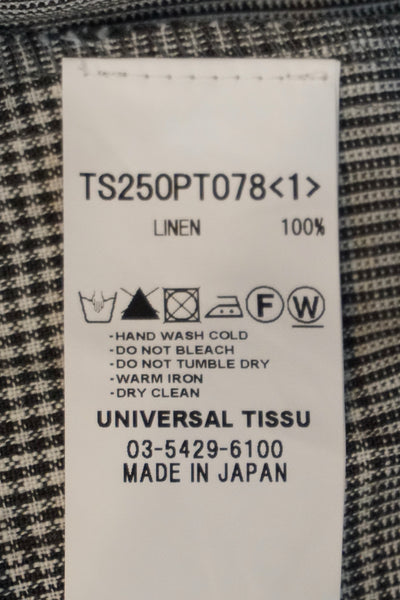 TS250PT078<1>
LINEN 100%
F W
-HAND WASH COLD
-DO NOT BLEACH
-DO NOT TUMBLE DRY
-WARM IRON
-DRY CLEAN
UNIVERSAL TISSU
03-5429-6100
MADE IN JAPAN